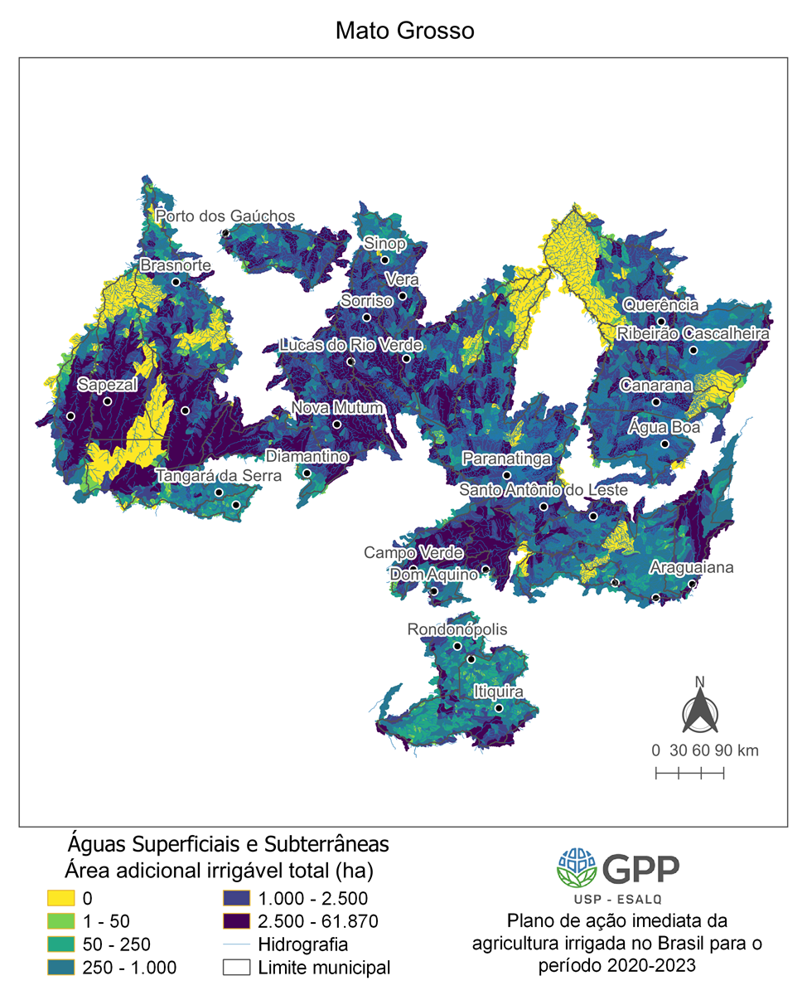 Mato Grosso
Porto dos Gaúchos
Sinop
Brasnorte
Vera
Sorriso
Querência
Ribeirão Cascalheira
Lucas do Rio Verde
Sapezal
Canarana
Nova Mutum
Água Boa
Diamantino
Paranatinga
Tangará da Serra
Santo Antônio do Leste
Campo Verde
Araguaiana
Dom Aquino
Rondonópolis
Itiquira
N
0 30 60 90 km
Águas Superficiais e Subterrâneas
Área adicional irrigável total (ha)
0
1 - 50
50 - 250
250 - 1.000
1.000 - 2.500
2.500 - 61.870
Hidrografia
Limite municipal
GPP
USP - ESALQ
Plano de ação imediata da
agricultura irrigada no Brasil para o
período 2020-2023